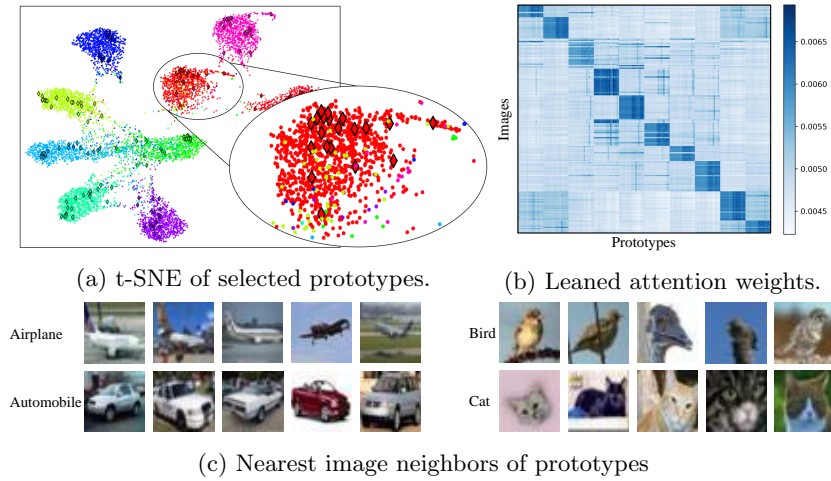 Images
Prototypes
0.0065
0.0060
0.0055
0.0050
0.0045
(a) t-SNE of selected prototypes.
(b) Leaned attention weights.
Airplane
Bird
Automobile
Cat
(c) Nearest image neighbors of prototypes